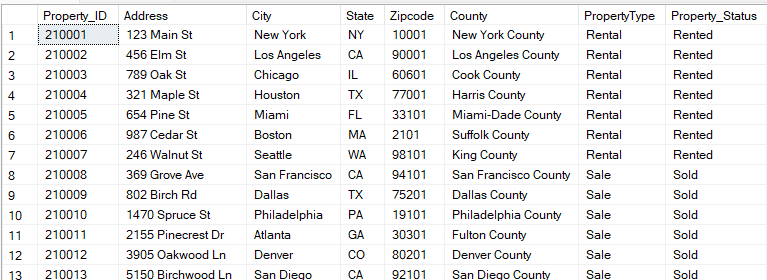 Property_ID Address City State Zipcode County PropertyType Property_Status
1 210001 123 Main St New York NY 10001 New York County Rental Rented
2 210002 456 Elm St Los Angeles CA 90001 Los Angeles County Rental Rented
3 210003 789 Oak St Chicago IL 60601 Cook County Rental Rented
4 210004 321 Maple St Houston TX 77001 Harris County Rental Rented
5 210005 654 Pine St Miami FL 33101 Miami-Dade County Rental Rented
6 210006 987 Cedar St Boston MA 2101 Suffolk County Rental Rented
7 210007 246 Walnut St Seattle WA 98101 King County Rental Rented
8 210008 369 Grove Ave San Francisco CA 94101 San Francisco County Sale Sold
9 210009 802 Birch Rd Dallas TX 75201 Dallas County Sale Sold
10 210010 1470 Spruce St Philadelphia PA 19101 Philadelphia County Sale Sold
11 210011 2155 Pinecrest Dr Atlanta GA 30301 Fulton County Sale Sold
12 210012 3905 Oakwood Ln Denver CO 80201 Denver County Sale Sold
13 210013 5150 Birchwood Ln San Diego CA 92101 San Diego County Sale Sold